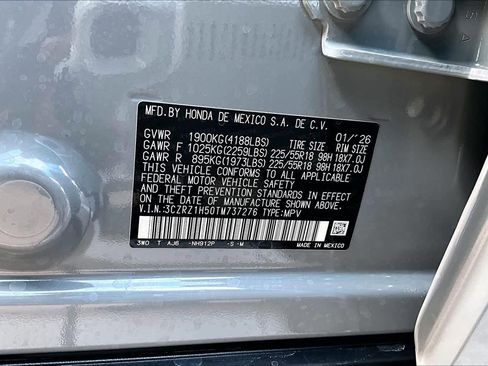 MFD.BY HONDA DE MEXICO S.A. DE C.V.
GVWR 1900KG(4188LBS) 01/'26
GAWR F 1025KG(2259LBS) 225/55R18 98H 18X7.0J
GAWR R 895KG(1973LBS) 225/55R18 98H 18X7.0J
RIM SIZE
THIS VEHICLE CONFORMS TO ALL APPLICABLE
FEDERAL MOTOR VEHICLE SAFETY
AND THEFT PREVENTION STANDARDS IN EFFECT
ON THE DATE OF MANUFACTURE SHOWN ABOVE.
V.I.N.:3CZRZ1H50TM737276 TYPE:MPV
3W0 T AJ6 -NH912P -S-M
MADE IN MEXICO